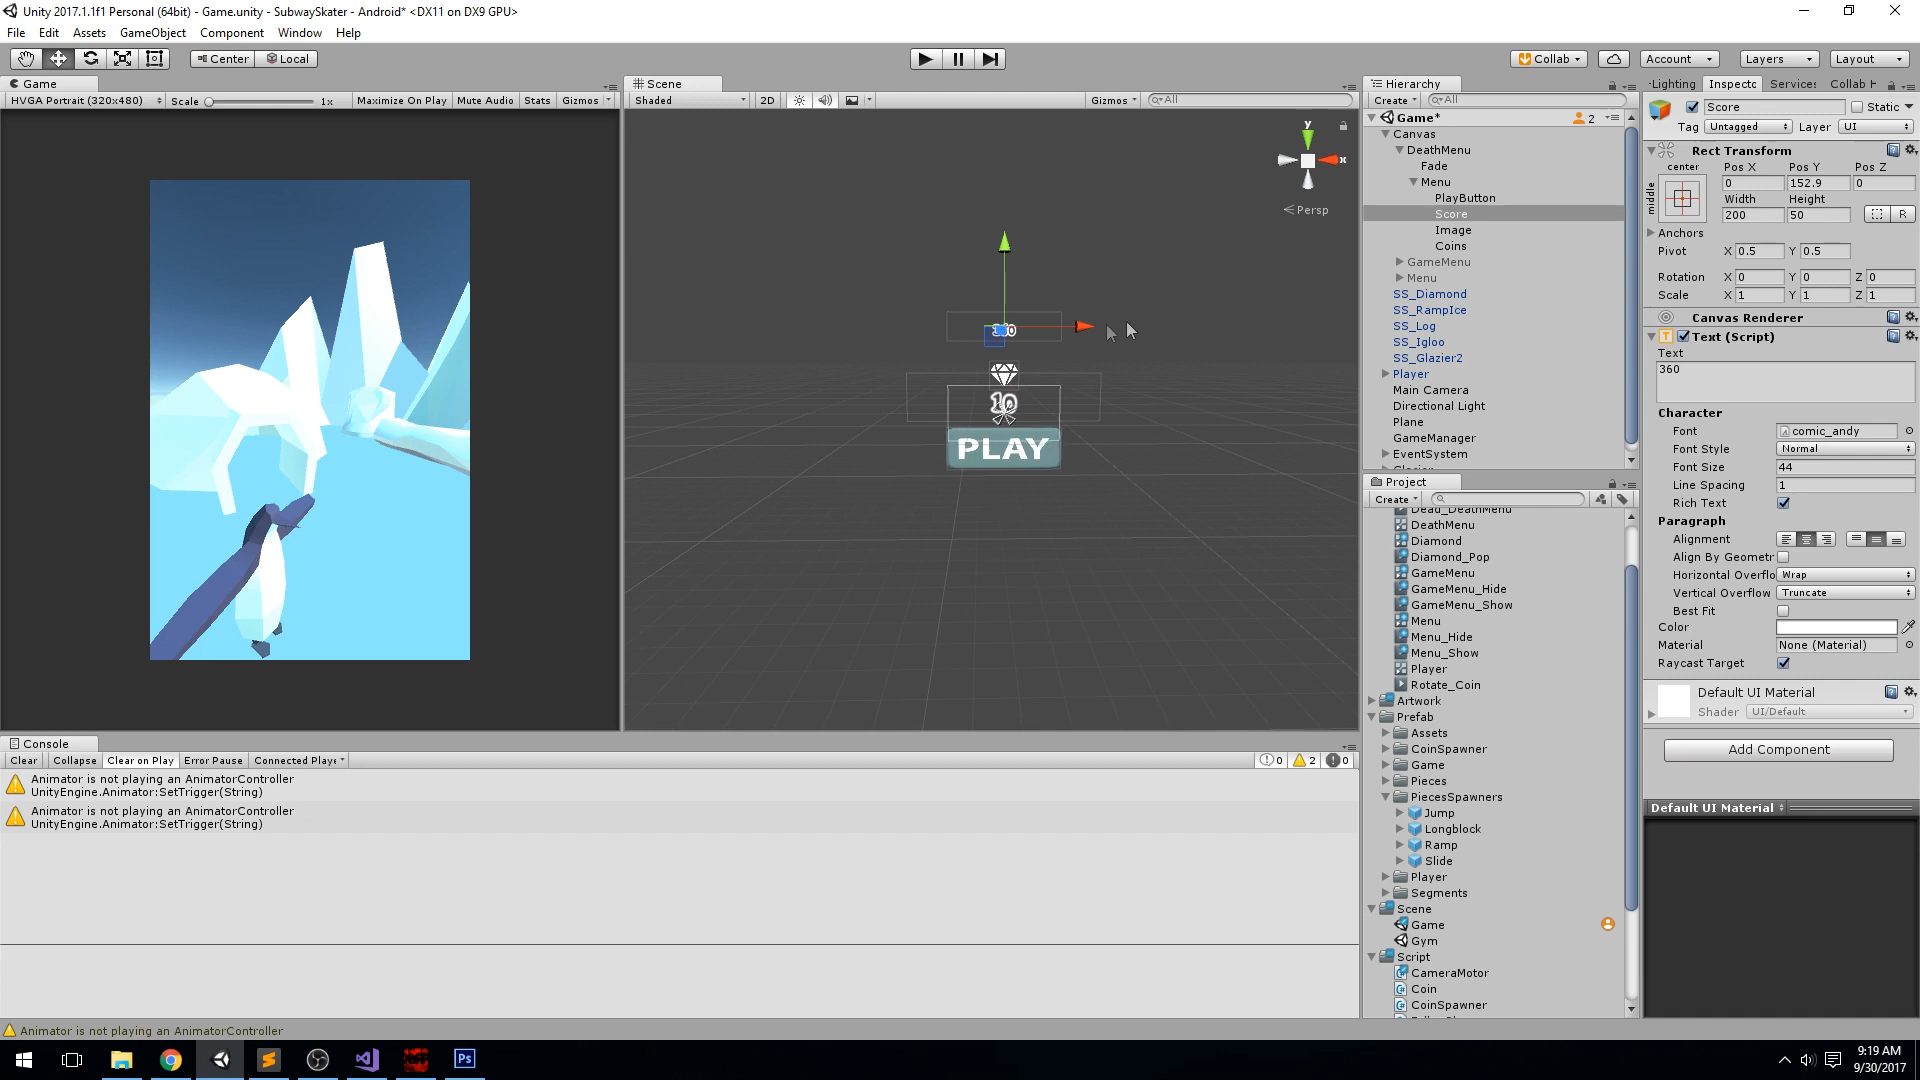 Unity 2017.1.1f1 Personal (64bit) - Game.unity - SubwaySkater - Android* <DX11 on DX9 GPU>
File Edit Assets GameObject Component Window Help
Center Local Collab Account Layers Layout
Game
HVGA Portrait (320x480) Scale 1x Maximize On Play Mute Audio Stats Gizmos
Scene
Shaded 2D Gizmos All
y
x
Persp
10
PLAY
Hierarchy
Create All
Game* 2
Canvas
DeathMenu
Fade
Menu
PlayButton
Score
Image
Coins
GameMenu
Menu
SS_Diamond
SS_RampIce
SS_Log
SS_Igloo
SS_Glazier2
Player
Main Camera
Directional Light
Plane
GameManager
EventSystem
Project
Create
Dead_DeathMenu
DeathMenu
Diamond
Diamond_Pop
GameMenu
GameMenu_Hide
GameMenu_Show
Menu
Menu_Hide
Menu_Show
Player
Rotate_Coin
Artwork
Prefab
Assets
CoinSpawner
Game
Pieces
PiecesSpawners
Jump
Longblock
Ramp
Slide
Player
Segments
Scene
Game
Gym
Script
CameraMotor
Coin
CoinSpawner
Lighting Inspecto Services Collab H
Score Static
Tag Untagged Layer UI
Rect Transform
center Pos X Pos Y Pos Z
middle 0 152.9 0
Width Height
200 50 R
Anchors
Pivot X 0.5 Y 0.5
Rotation X 0 Y 0 Z 0
Scale X 1 Y 1 Z 1
Canvas Renderer
Text (Script)
Text
360
Character
Font comic_andy
Font Style Normal
Font Size 44
Line Spacing 1
Rich Text
Paragraph
Alignment
Align By Geometr
Horizontal Overflo Wrap
Vertical Overflow Truncate
Best Fit
Color
Material None (Material)
Raycast Target
Default UI Material
Shader UI/Default
Add Component
Default UI Material
Console
Clear Collapse Clear on Play Error Pause Connected Playe 0 2 0
Animator is not playing an AnimatorController
UnityEngine.Animator:SetTrigger(String)
Animator is not playing an AnimatorController
UnityEngine.Animator:SetTrigger(String)
Animator is not playing an AnimatorController
Ps
9:19 AM
9/30/2017